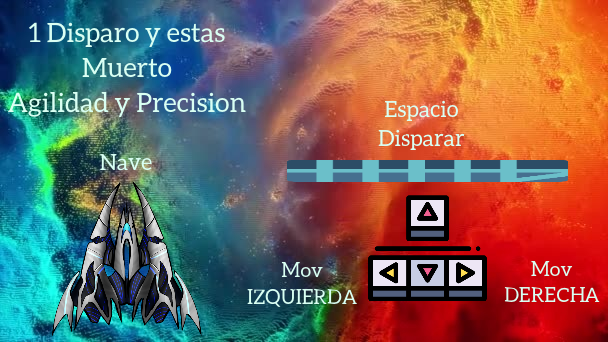 1 Disparo y estas
Muerto
Agilidad y Precision
Espacio
Disparar
Nave
Mov
IZQUIERDA
Mov
DERECHA